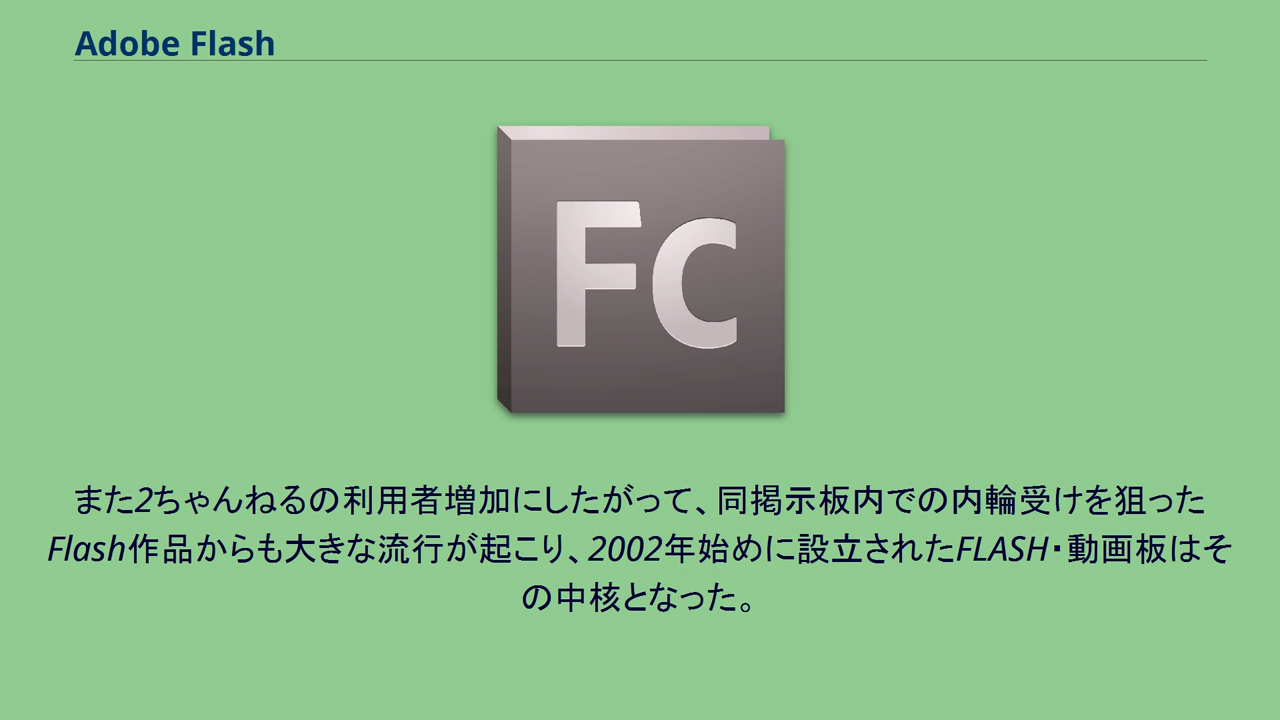 Adobe Flash
Fc
また2ちゃんねるの利用者増加にしたがって、同掲示板内での内輪受けを狙った
Flash作品からも大きな流行が起こり、2002年始めに設立されたFLASH･動画板はそ
の中核となった。